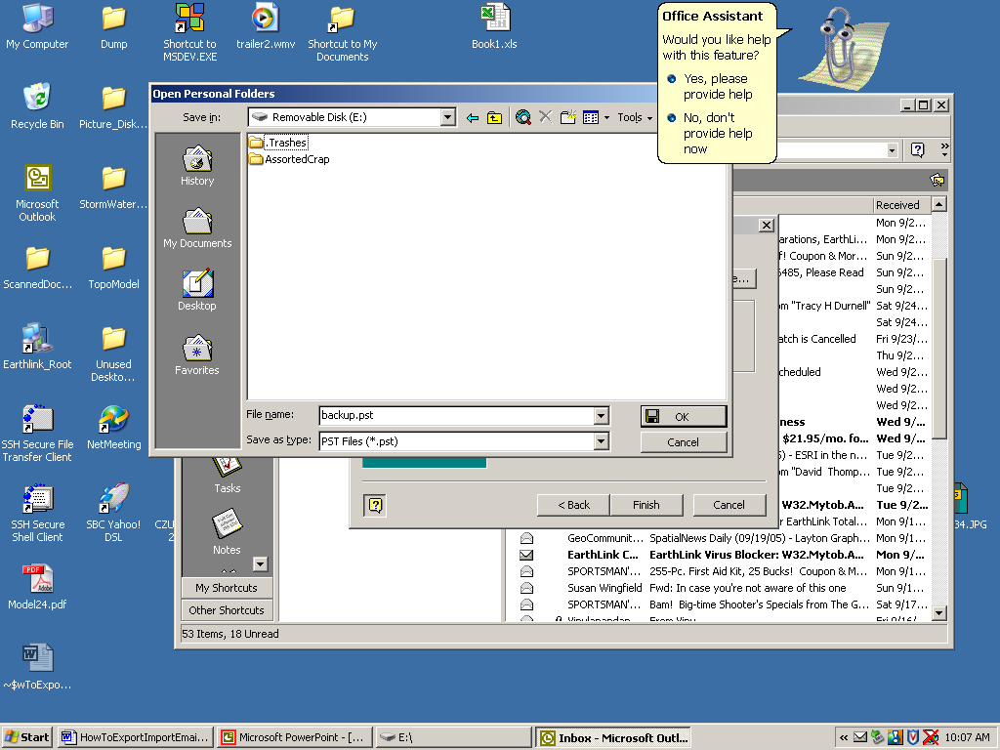 My Computer
Dump
Shortcut to
MSDEV.EXE
trailer2.wmv
Shortcut to My
Documents
Book1.xls
Office Assistant
Would you like help
with this feature?
Yes, please
provide help
No, don't
provide help
now
Recycle Bin
Picture_Disk...
Microsoft
Outlook
StormWater...
ScannedDoc...
TopoModel
Earthlink_Root
Unused
Deskto...
SSH Secure File
Transfer Client
NetMeeting
SSH Secure
Shell Client
SBC Yahoo!
DSL
CZU
2
Model24.pdf
~$wToExpo...
34.JPG
Open Personal Folders
Save in:
Removable Disk (E:)
Tools
History
My Documents
Desktop
Favorites
.Trashes
AssortedCrap
File name:
backup.pst
OK
Save as type:
PST Files (*.pst)
Cancel
e...
< Back
Finish
Cancel
Received
Mon 9/2...
arations, EarthLi... Mon 9/2...
f! Coupon & Mor... Sun 9/2...
5485, Please Read Sun 9/2...
Sun 9/2...
om "Tracy H Durnell" Sat 9/24...
Sat 9/24...
atch is Cancelled Fri 9/23/...
Thu 9/2...
cheduled Wed 9/2...
Wed 9/2...
Wed 9/2...
ness Wed 9/...
$21.95/mo. fo... Wed 9/...
) - ESRI in the n... Tue 9/2...
om "David Thomp... Tue 9/2...
Tue 9/2...
W32.Mytob.A... Tue 9/2...
r EarthLink Total... Mon 9/1...
GeoCommunit... SpatialNews Daily (09/19/05) - Layton Graph... Mon 9/1...
EarthLink C... EarthLink Virus Blocker: W32.Mytob.A... Mon 9/...
SPORTSMAN'... 255-Pc. First Aid Kit, 25 Bucks! Coupon & M... Mon 9/1...
Susan Wingfield Fwd: In case you're not aware of this one Sun 9/1...
SPORTSMAN'... Bam! Big-time Shooter's Specials from The G... Sat 9/17...
Tasks
Notes
My Shortcuts
Other Shortcuts
53 Items, 18 Unread
Start
HowToExportImportEmai...
Microsoft PowerPoint - [...
E:\
Inbox - Microsoft Outl...
10:07 AM